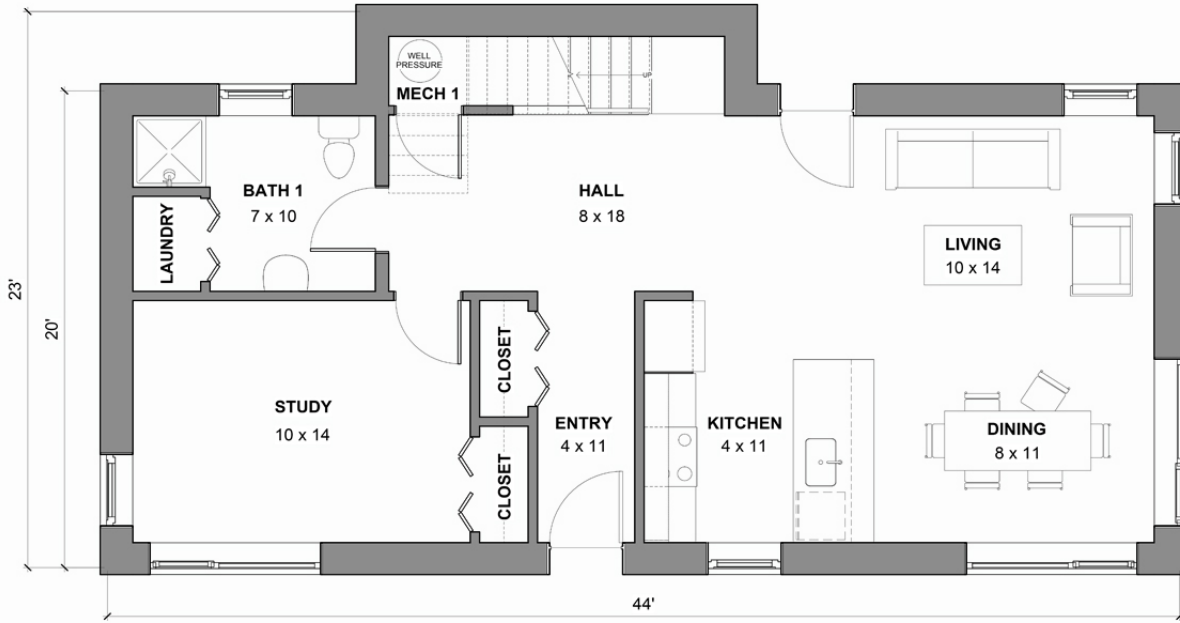 WELL
PRESSURE
UP
MECH 1
BATH 1
7 x 10
HALL
8 x 18
LAUNDRY
LIVING
10 x 14
23'
20'
CLOSET
STUDY
10 x 14
ENTRY
4 x 11
KITCHEN
4 x 11
DINING
8 x 11
CLOSET
44'